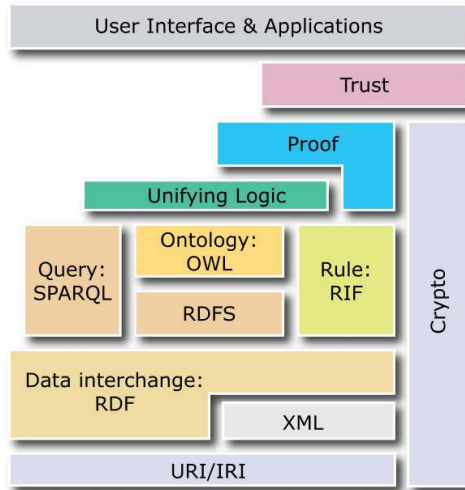 User Interface & Applications
Trust
Proof
Unifying Logic
Ontology:
OWL
Query:
SPARQL
Rule:
RIF
RDFS
Crypto
Data interchange:
RDF
XML
URI/IRI